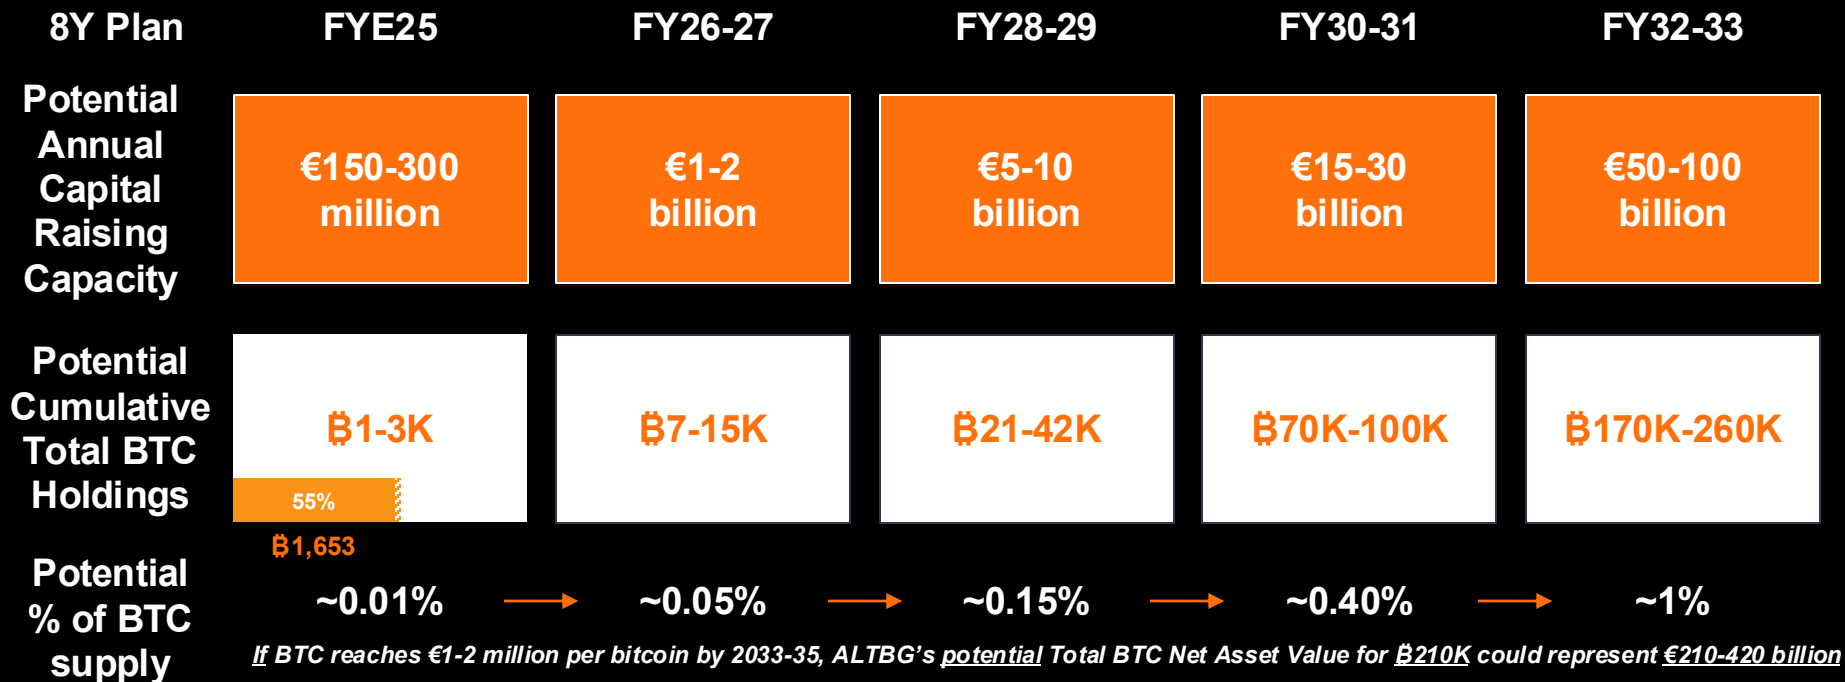 8Y Plan FYE25 FY26-27 FY28-29 FY30-31 FY32-33
Potential
Annual
Capital
Raising
Capacity
€150-300
million
€1-2
billion
€5-10
billion
€15-30
billion
€50-100
billion
Potential
Cumulative
Total BTC
Holdings
₿1-3K
55%
₿1,653
₿7-15K
₿21-42K
₿70K-100K
₿170K-260K
Potential
% of BTC
supply
~0.01% → ~0.05% → ~0.15% → ~0.40% → ~1%
If BTC reaches €1-2 million per bitcoin by 2033-35, ALTBG's potential Total BTC Net Asset Value for ₿210K could represent €210-420 billion